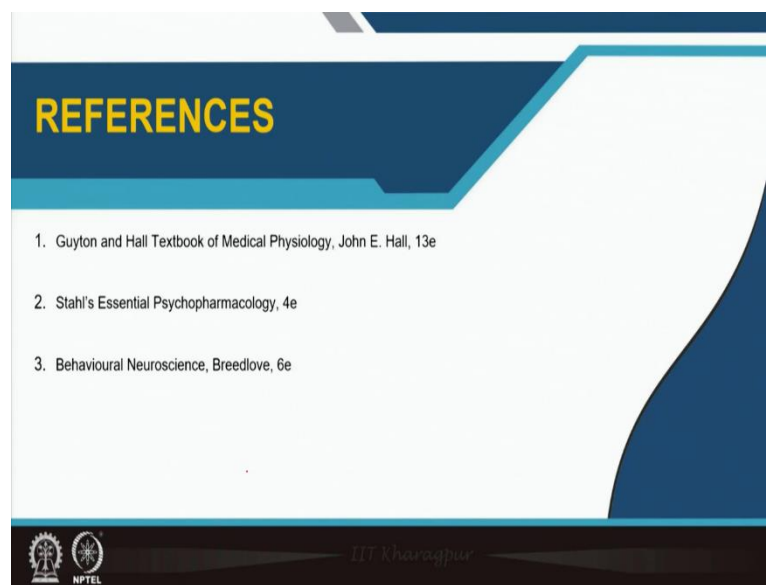 REFERENCES
1. Guyton and Hall Textbook of Medical Physiology, John E. Hall, 13e
2. Stahl's Essential Psychopharmacology, 4e
3. Behavioural Neuroscience, Breedlove, 6e
IIT Kharagpur
NPTEL